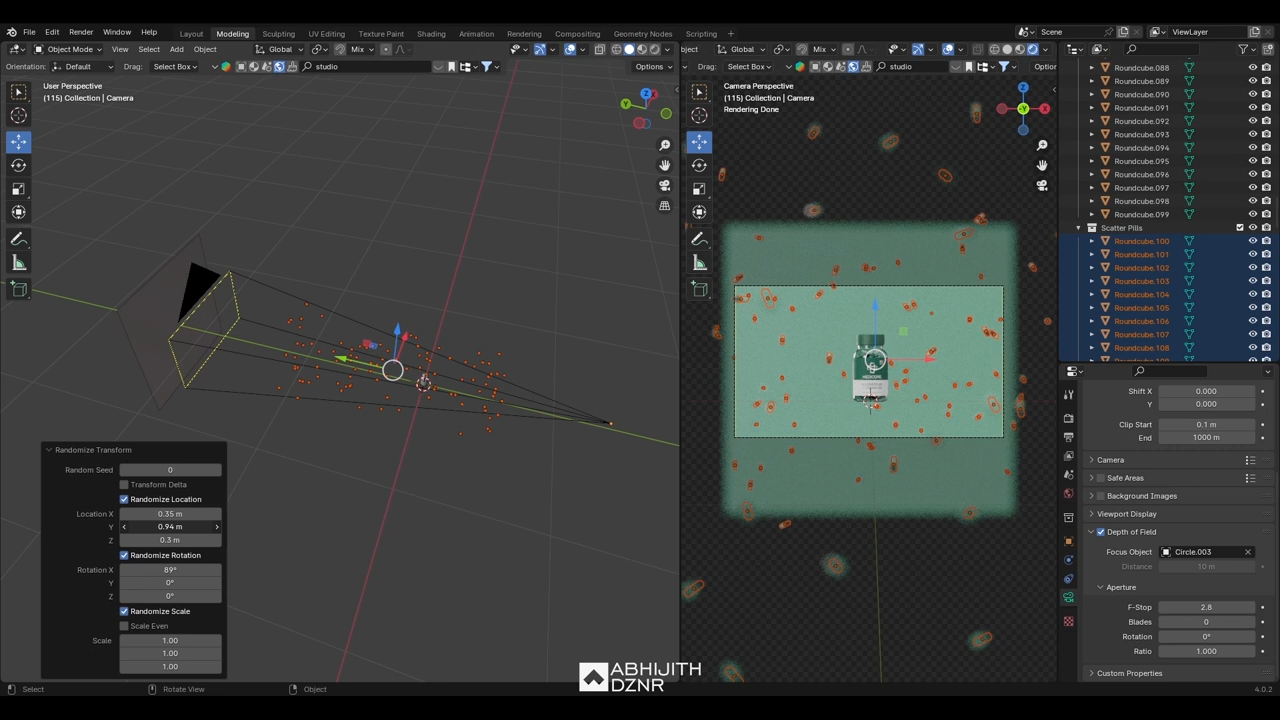 File Edit Render Window Help Layout Modeling Sculpting UV Editing Texture Paint Shading Animation Rendering Compositing Geometry Nodes Scripting + Scene ViewLayer
Object Mode View Select Add Object Global Mix bject Global Mix
Orientation: Default Drag: Select Box studio Options Drag: Select Box studio Option
User Perspective
(115) Collection | Camera
Camera Perspective
(115) Collection | Camera
Rendering Done
Z
Y
Z
-Y
X
Roundcube.088
Roundcube.089
Roundcube.090
Roundcube.091
Roundcube.092
Roundcube.093
Roundcube.094
Roundcube.095
Roundcube.096
Roundcube.097
Roundcube.098
Roundcube.099
Scatter Pills
Roundcube.100
Roundcube.101
Roundcube.102
Roundcube.103
Roundcube.104
Roundcube.105
Roundcube.106
Roundcube.107
Roundcube.108
Shift X 0.000
Y 0.000
Clip Start 0.1 m
End 1000 m
Camera
Safe Areas
Background Images
Viewport Display
Depth of Field
Focus Object Circle.003
Distance 10 m
Aperture
F-Stop 2.8
Blades 0
Rotation 0°
Ratio 1.000
Custom Properties
Randomize Transform
Random Seed 0
Transform Delta
Randomize Location
Location X 0.35 m
Y 0.94 m
Z 0.3 m
Randomize Rotation
Rotation X 89°
Y 0°
Z 0°
Randomize Scale
Scale Even
Scale 1.00
1.00
1.00
ABHIJITH
DZNR
Select Rotate View Object 4.0.2